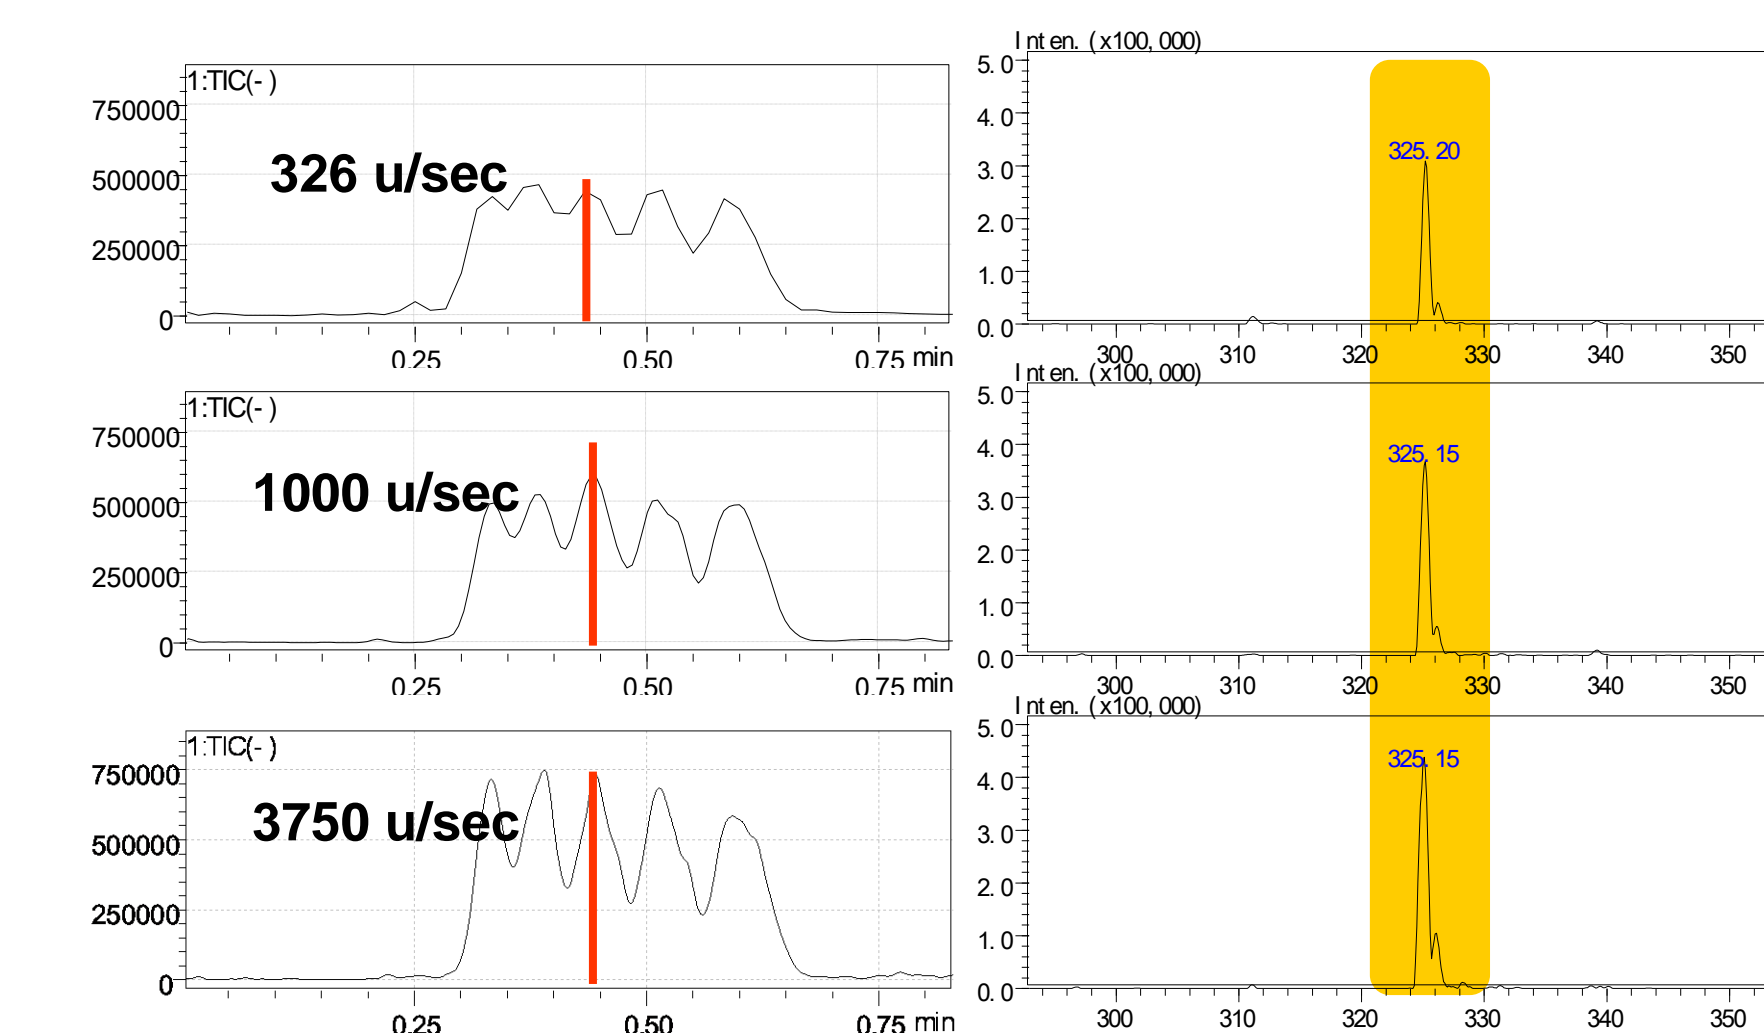 1:TIC(-)
750000
500000
250000
0
326 u/sec
0.25 0.50 0.75 min
Inten. (x100,000)
5.0
4.0
3.0
2.0
1.0
0.0
325.20
300 310 320 330 340 350
1:TIC(-)
750000
500000
250000
0
1000 u/sec
0.25 0.50 0.75 min
Inten. (x100,000)
5.0
4.0
3.0
2.0
1.0
0.0
325.15
300 310 320 330 340 350
1:TIC(-)
750000
500000
250000
0
3750 u/sec
0.25 0.50 0.75 min
Inten. (x100,000)
5.0
4.0
3.0
2.0
1.0
0.0
325.15
300 310 320 330 340 350